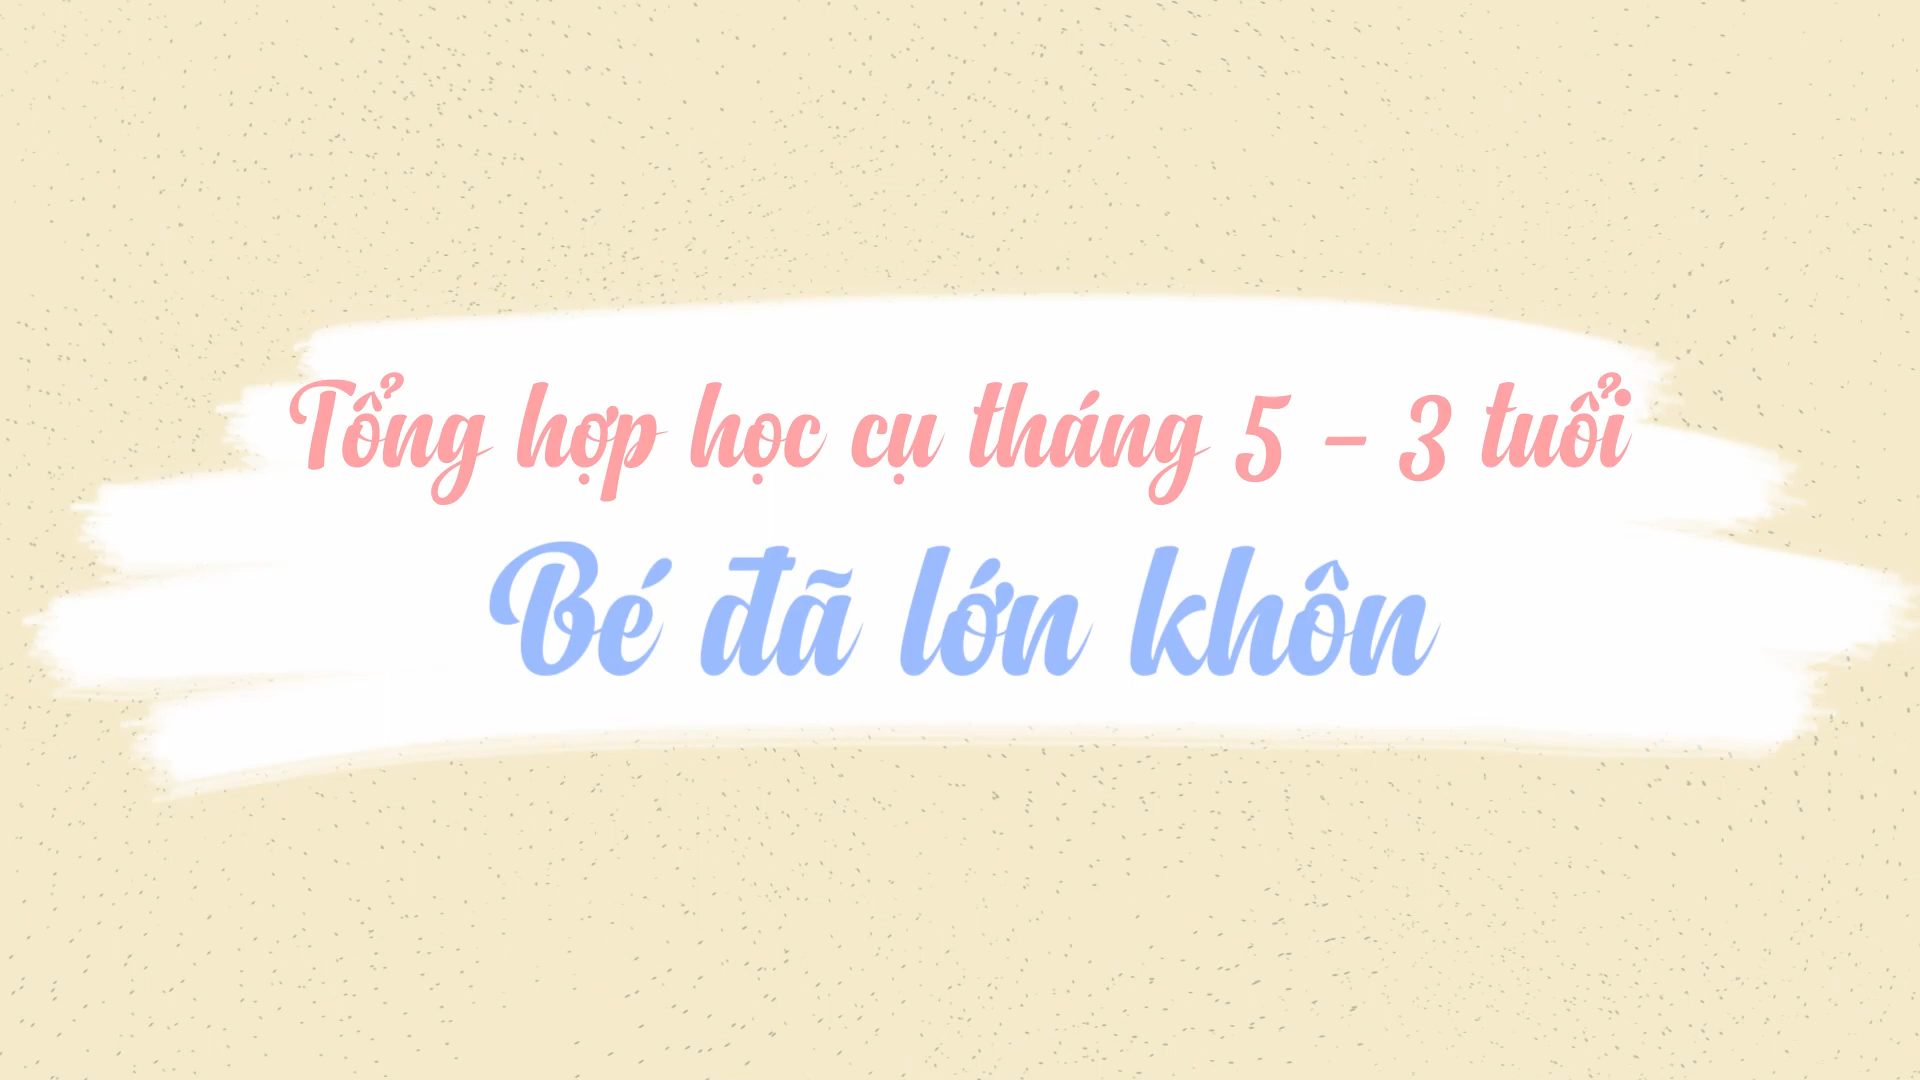 Tổng hợp học cụ tháng 5 - 3 tuổi
Bé đã lớn khôn